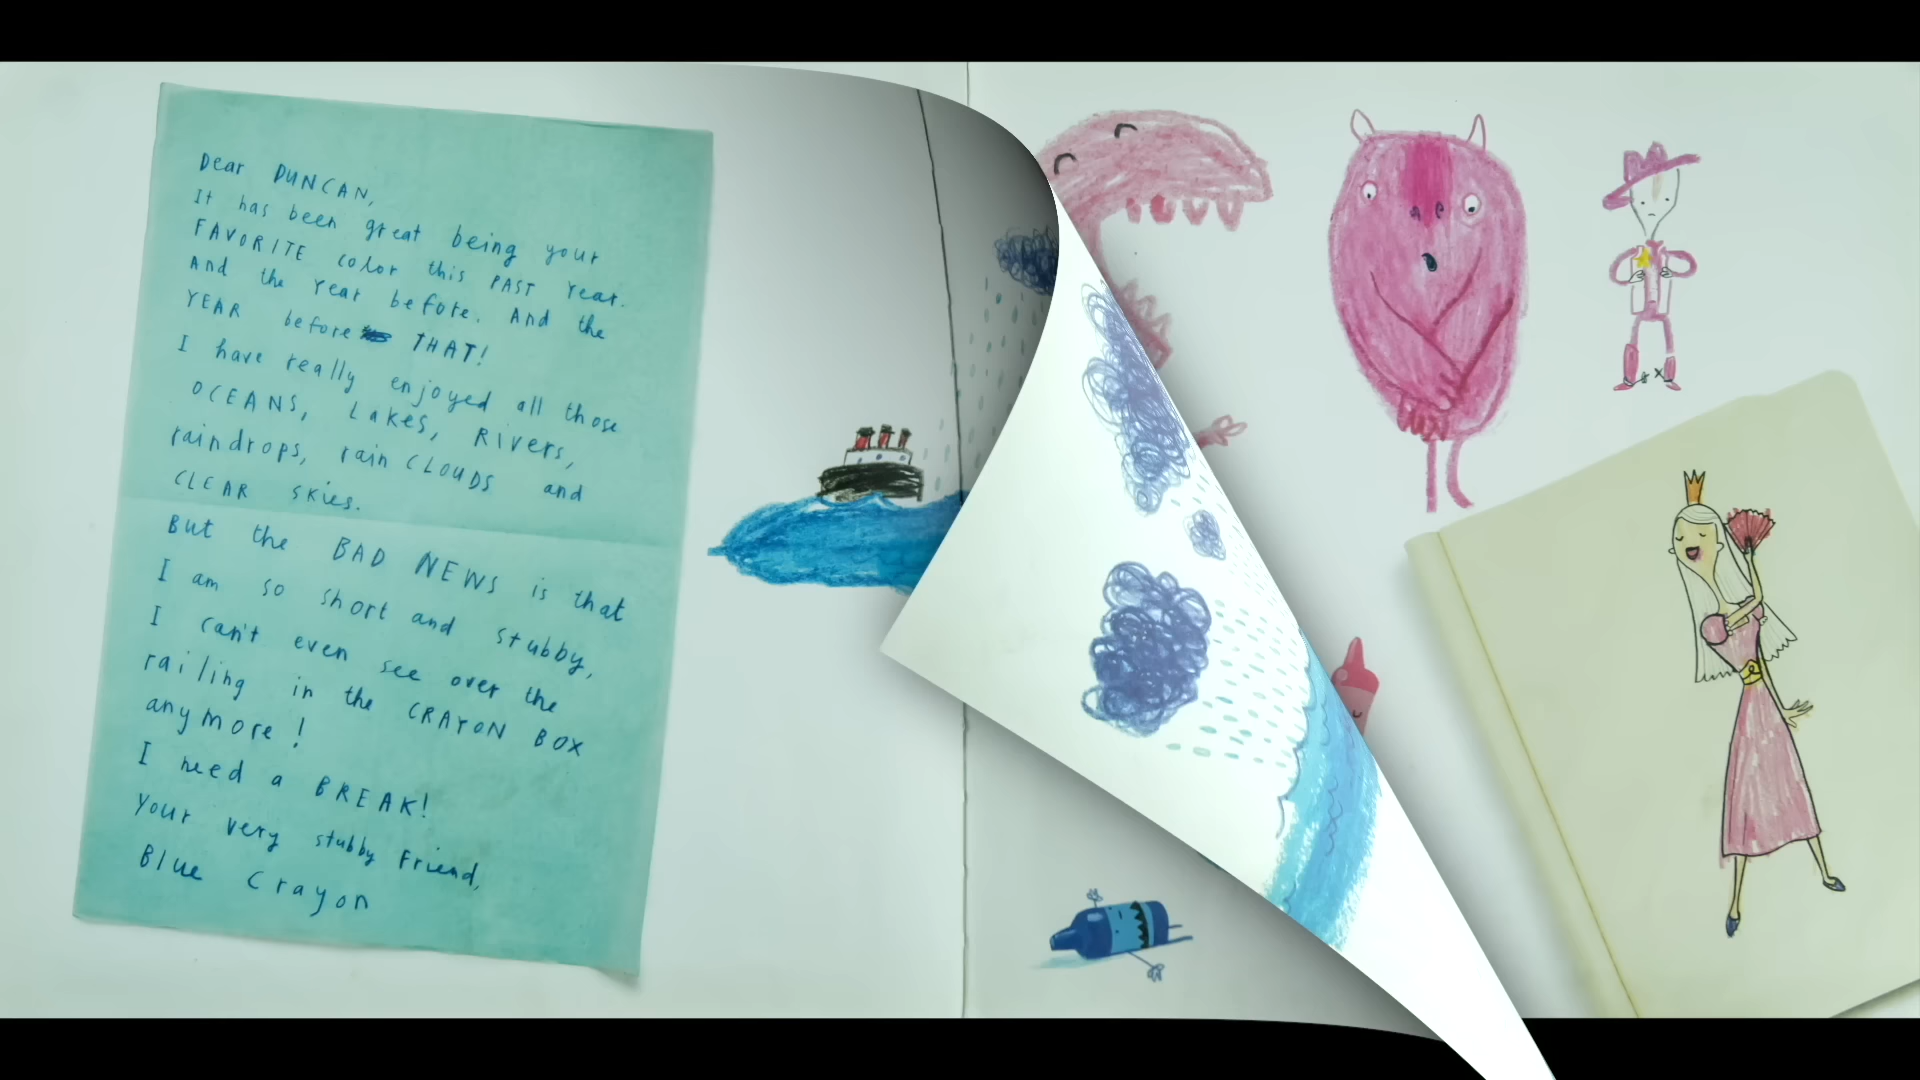 Dear DUNCAN,
It has been great being your
FAVORITE color this PAST Year.
And the Year before. And the
YEAR before THAT!
I have really enjoyed all those
OCEANS, Lakes, Rivers,
raindrops, rain CLOUDS and
CLEAR skies.
But the BAD NEWS is that
I am so short and stubby,
I can't even see over the
railing in the CRAYON BOX
anymore!
I need a BREAK!
Your very stubby Friend,
Blue Crayon